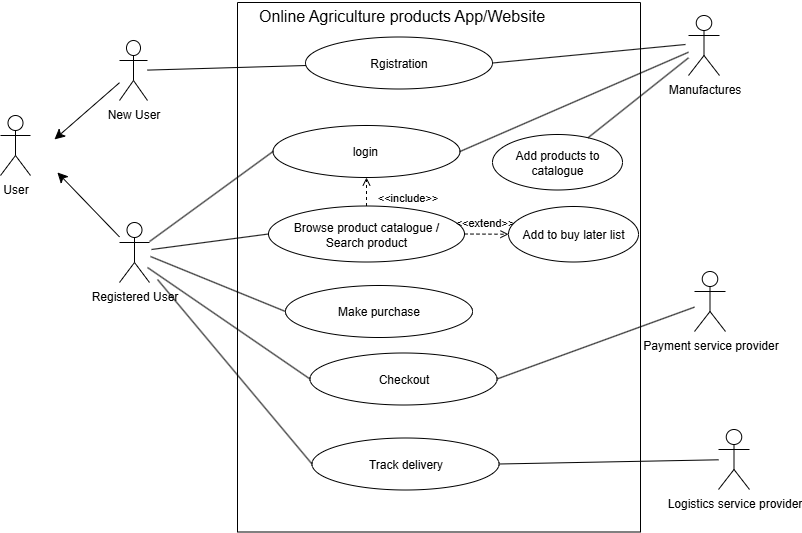 Online Agriculture products App/Website
Rgistration
Manufactures
New User
User
login
Add products to
catalogue
<<include>>
Browse product catalogue /
Search product
<<extend>>
Add to buy later list
Registered User
Make purchase
Payment service provider
Checkout
Track delivery
Logistics service provider